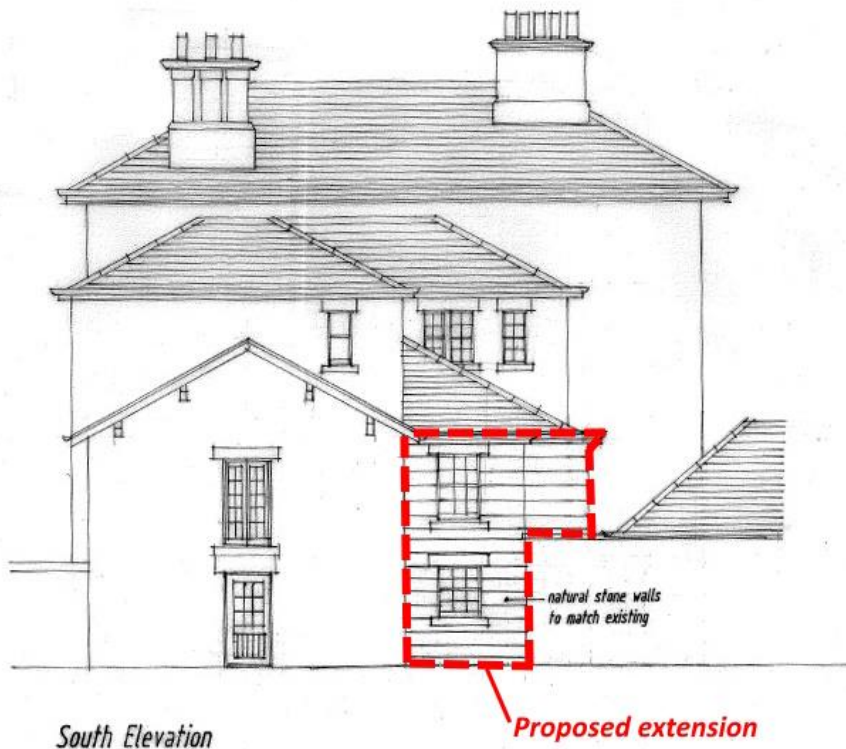 natural stone walls
to match existing
Proposed extension
South Elevation